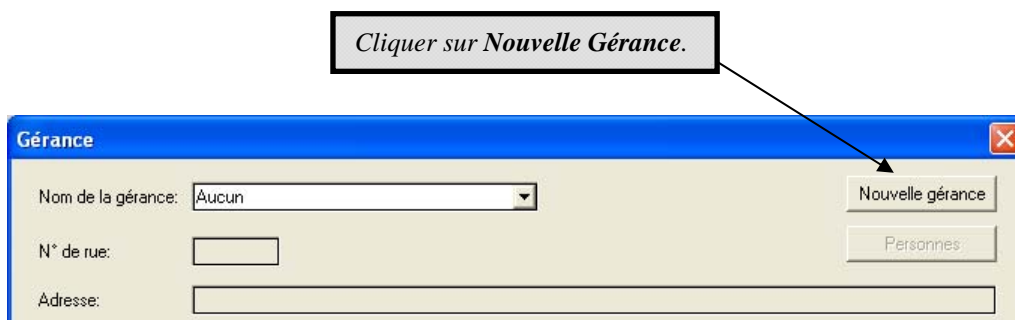 Cliquer sur Nouvelle Gérance.
Gérance
Nom de la gérance: Aucun Nouvelle gérance
N° de rue: Personnes
Adresse: